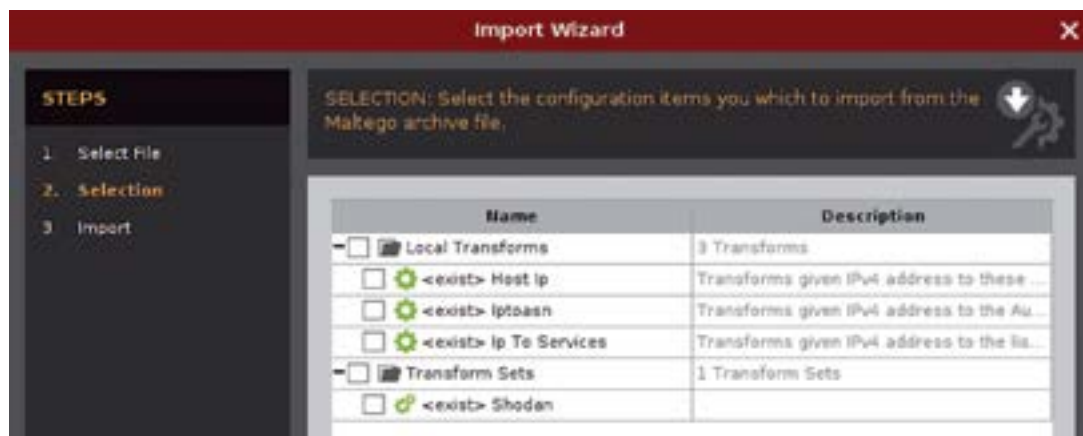 Import Wizard
STEPS
1. Select File
2. Selection
3. Import
SELECTION: Select the configuration items you which to import from the
Maltego archive file.
Name Description
Local Transforms 3 Transforms
<exist> Host Ip Transforms given IPv4 address to these ...
<exist> Iptoasn Transforms given IPv4 address to the Au...
<exist> Ip To Services Transforms given IPv4 address to the lis...
Transform Sets 1 Transform Sets
<exist> Shodan